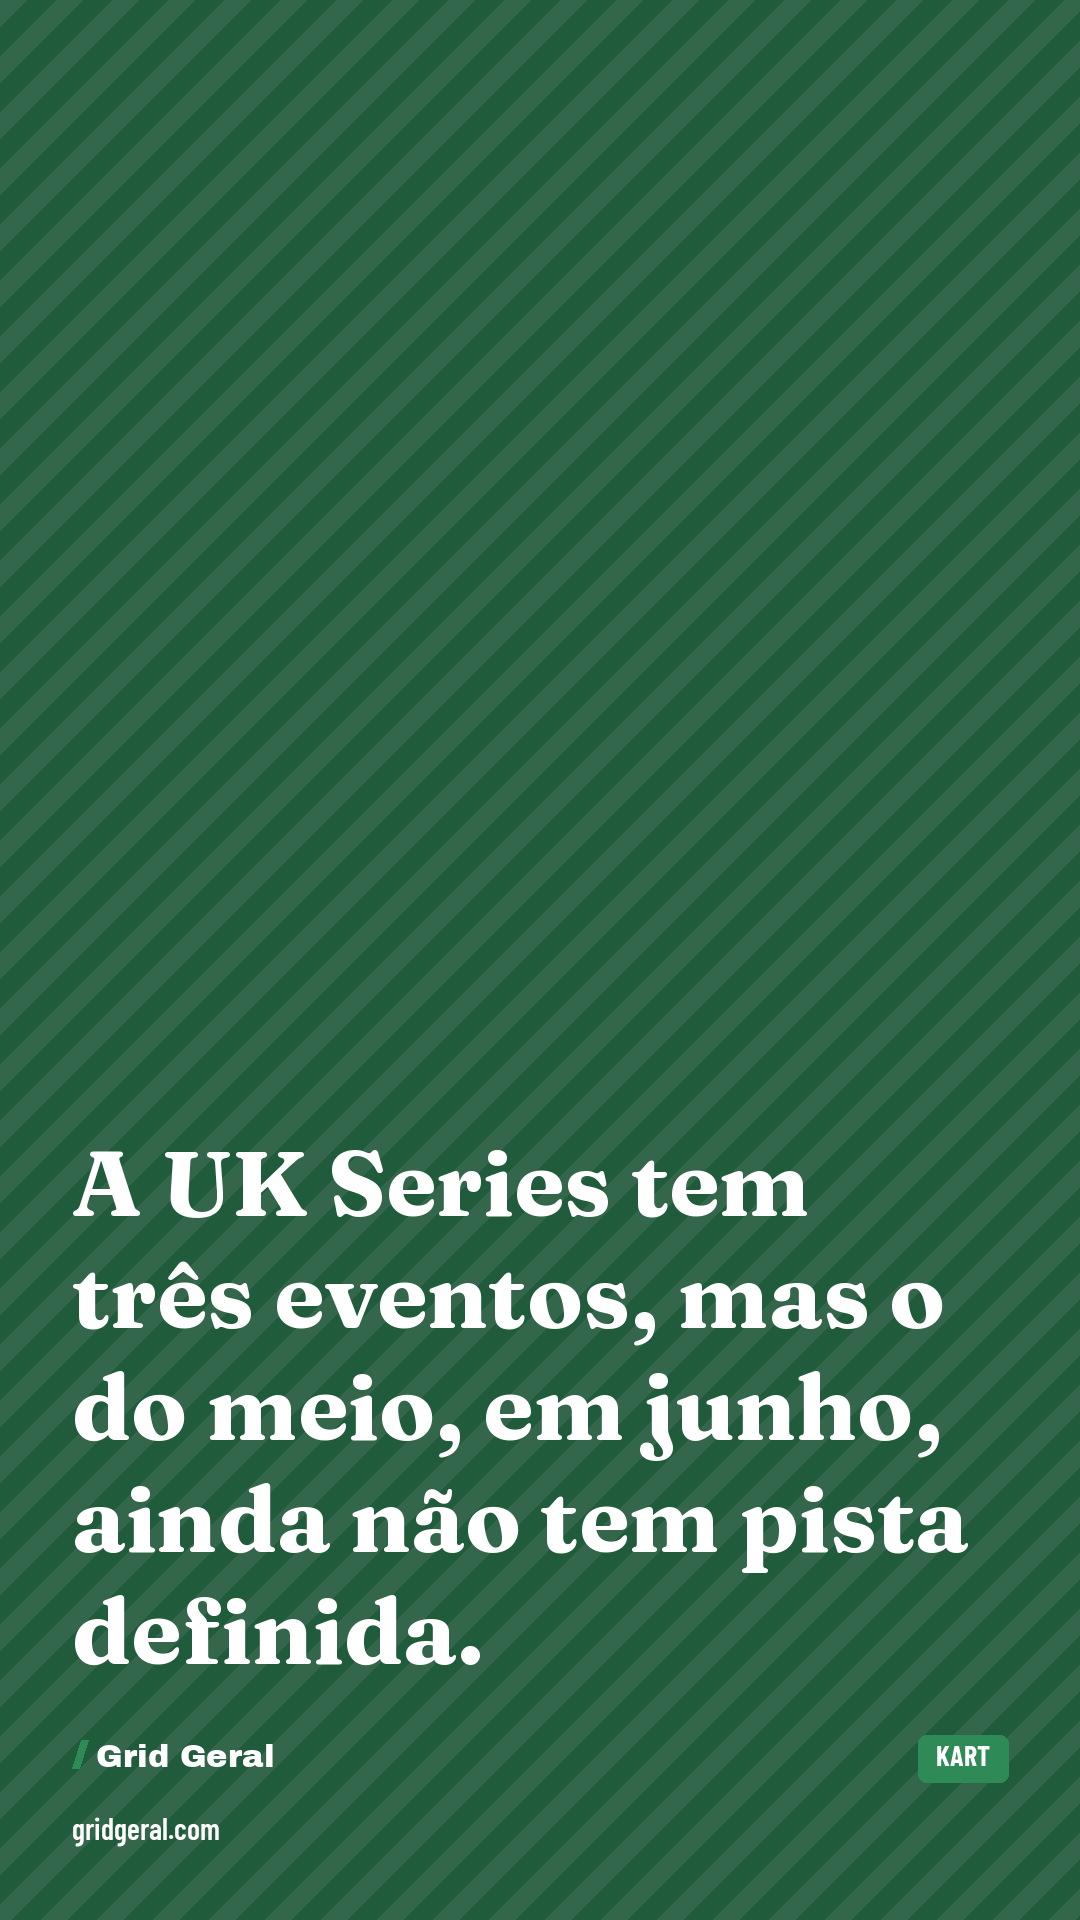 A UK Series tem
três eventos, mas o
do meio, em junho,
ainda não tem pista
definida.
/ Grid Geral
KART
gridgeral.com